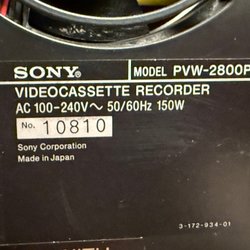 SONY MODEL PVW-2800P
VIDEOCASSETTE RECORDER
AC 100-240V～ 50/60Hz 150W
No. 10810
Sony Corporation
Made in Japan
3-172-934-01